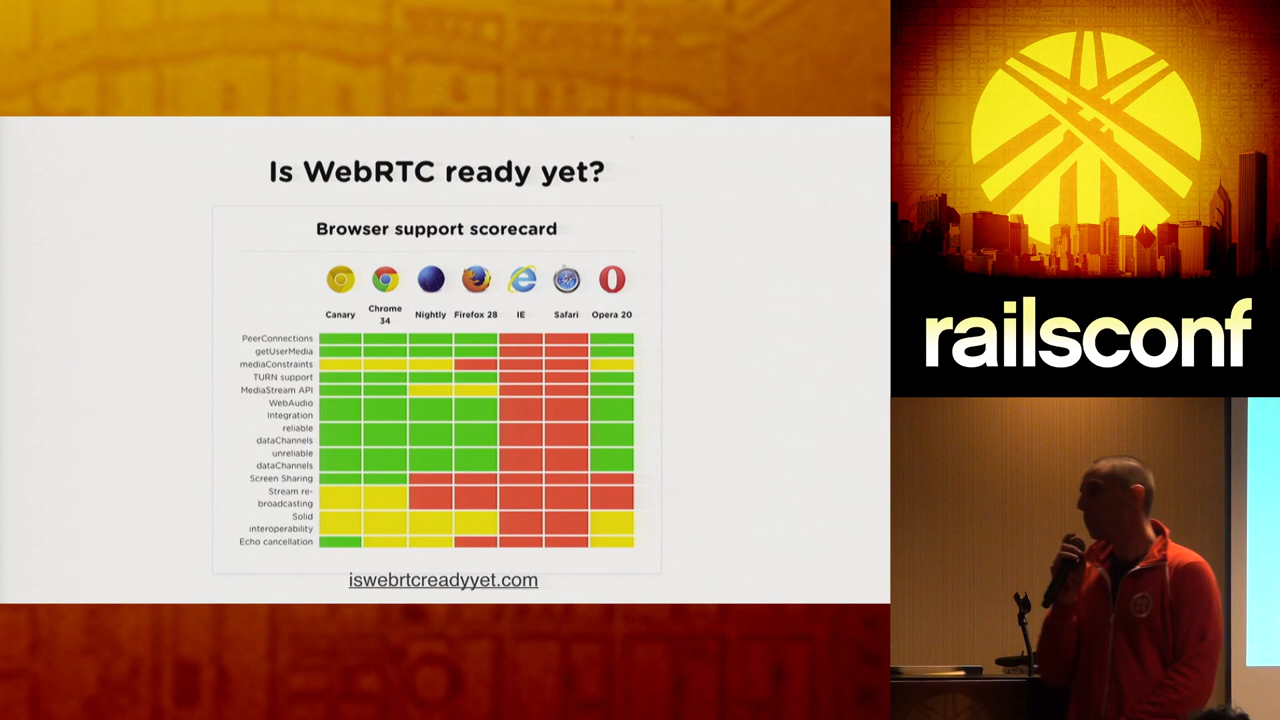 Is WebRTC ready yet?
Browser support scorecard
Canary
Chrome
34
Nightly
Firefox 28
IE
Safari
Opera 20
PeerConnections
getUserMedia
mediaConstraints
TURN support
MediaStream API
WebAudio
Integration
reliable
dataChannels
unreliable
dataChannels
Screen Sharing
Stream re-
broadcasting
Solid
interoperability
Echo cancellation
iswebrtcreadyyet.com
railsconf